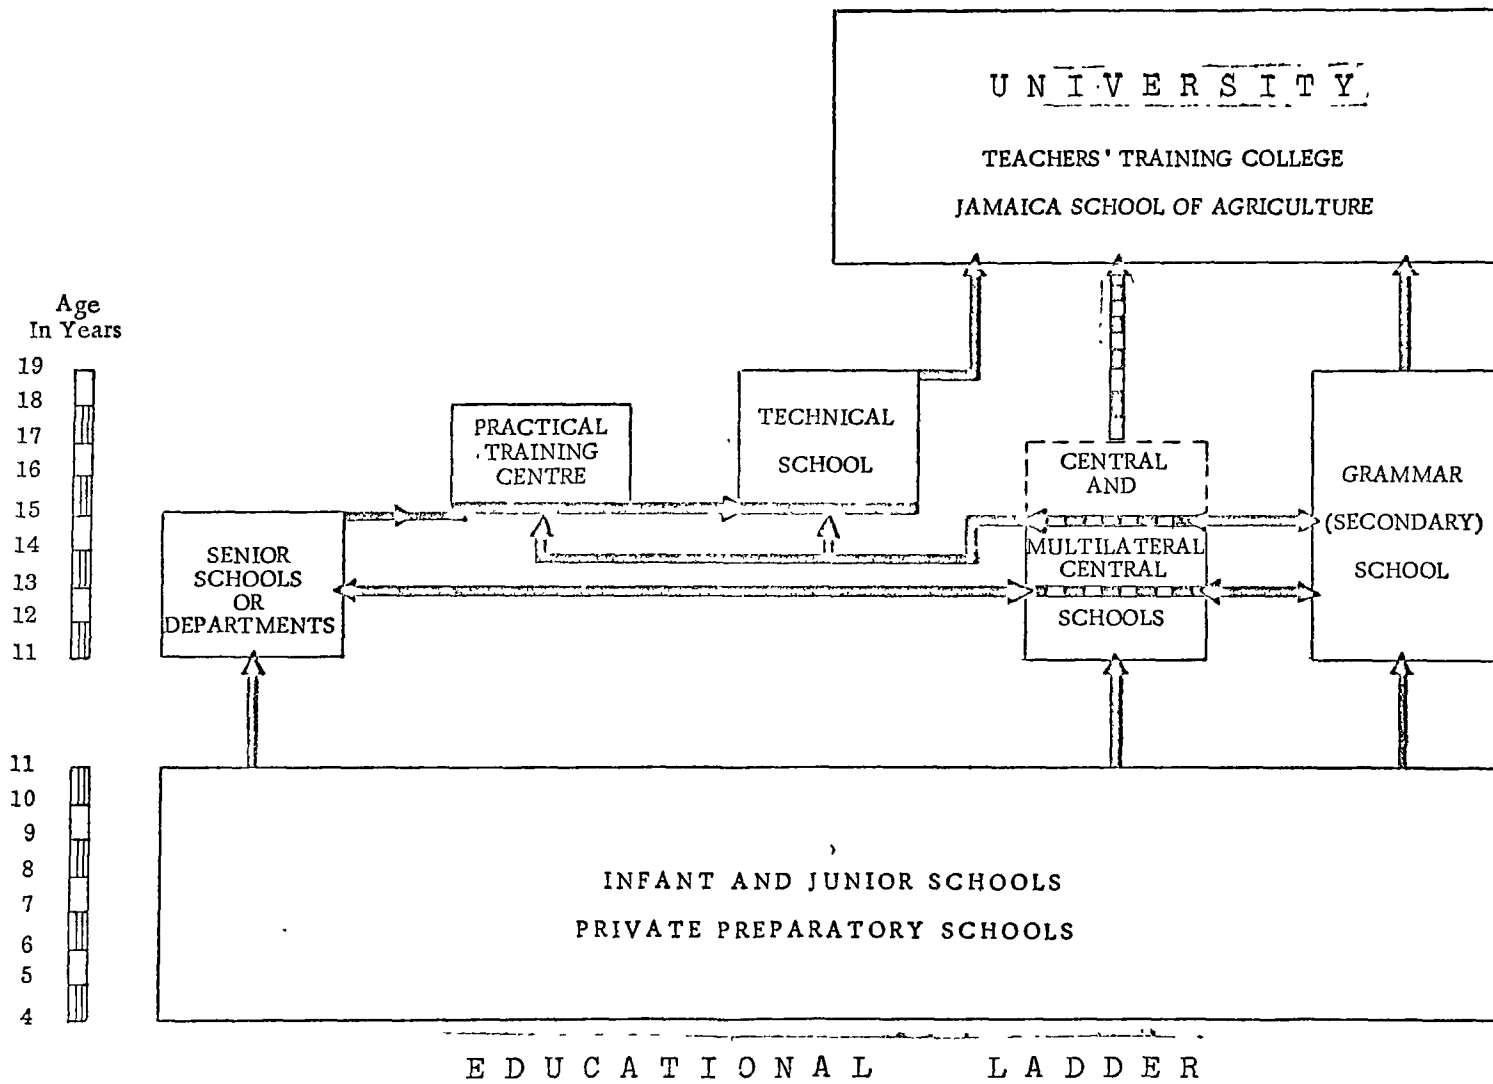 UNIVERSITY
TEACHERS' TRAINING COLLEGE
JAMAICA SCHOOL OF AGRICULTURE
Age
In Years
19
18
17
16
15
14
13
12
11
PRACTICAL
TRAINING
CENTRE
TECHNICAL
SCHOOL
CENTRAL
AND
MULTILATERAL
CENTRAL
SCHOOLS
GRAMMAR
(SECONDARY)
SCHOOL
SENIOR
SCHOOLS
OR
DEPARTMENTS
11
10
9
8
7
6
5
4
INFANT AND JUNIOR SCHOOLS
PRIVATE PREPARATORY SCHOOLS
EDUCATIONAL LADDER